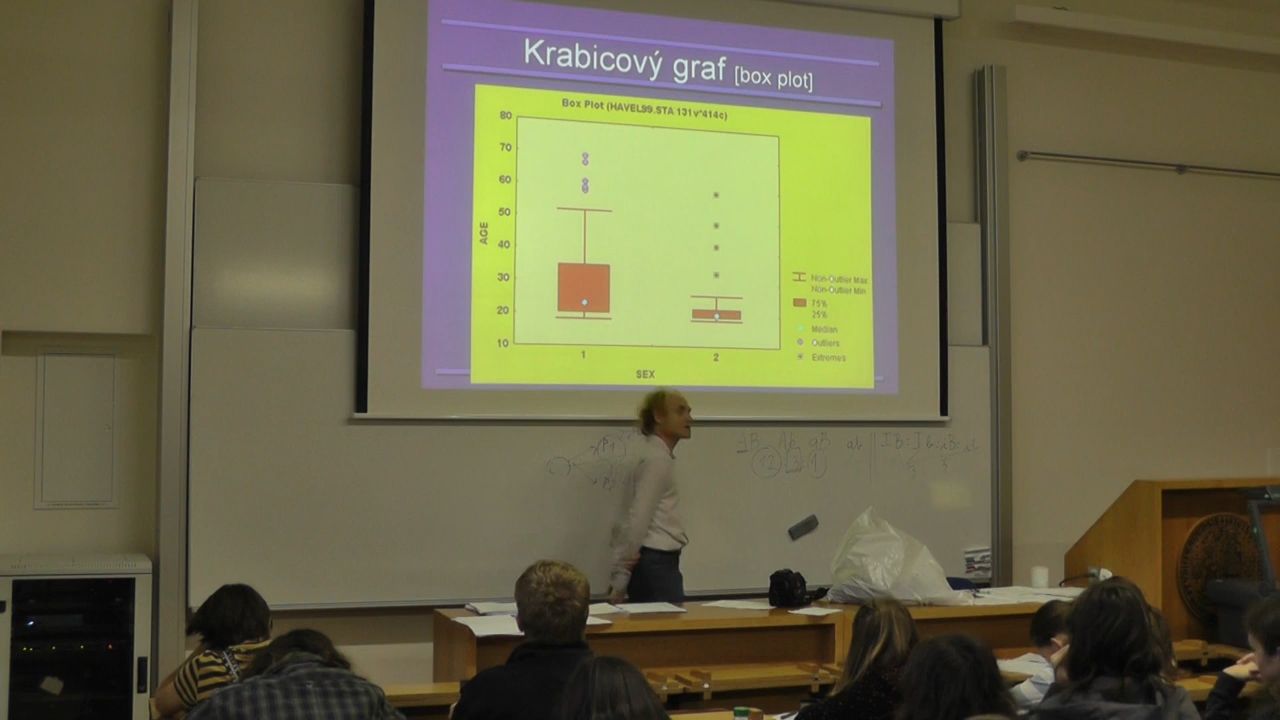 Krabicový graf [box plot]
Box Plot (HAVEL99.STA 131v*414c)
80
70
60
50
40
30
20
10
AGE
1 2
SEX
Non-Outlier Max
Non-Outlier Min
75%
25%
Median
Outliers
Extremes